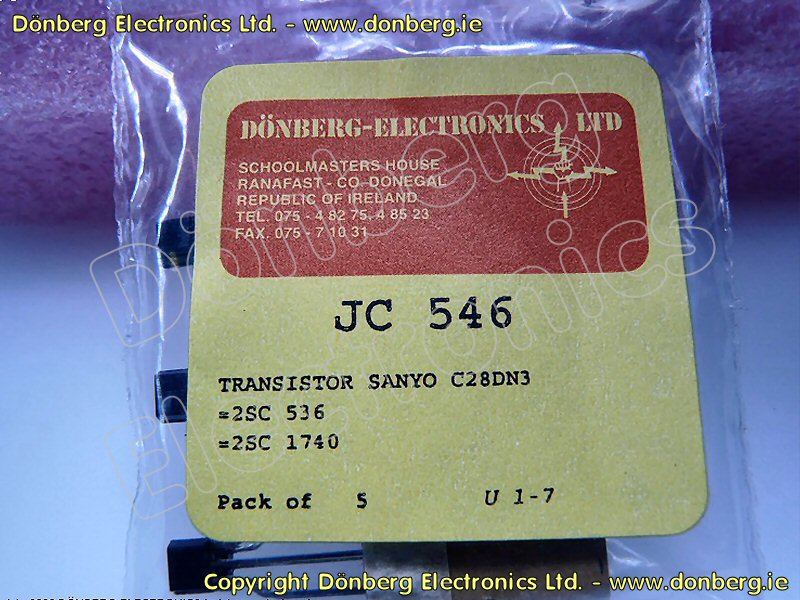 Dönberg Electronics Ltd. - www.donberg.ie
DÖNBERG-ELECTRONICS LTD
SCHOOLMASTERS HOUSE
RANAFAST - CO. DONEGAL
REPUBLIC OF IRELAND
TEL. 075 - 4 82 75, 4 85 23
FAX. 075 - 7 10 31
Dönberg
Electronics
JC 546
TRANSISTOR SANYO C28DN3
=2SC 536
=2SC 1740
Pack of 5 U 1-7
Copyright Dönberg Electronics Ltd. - www.donberg.ie